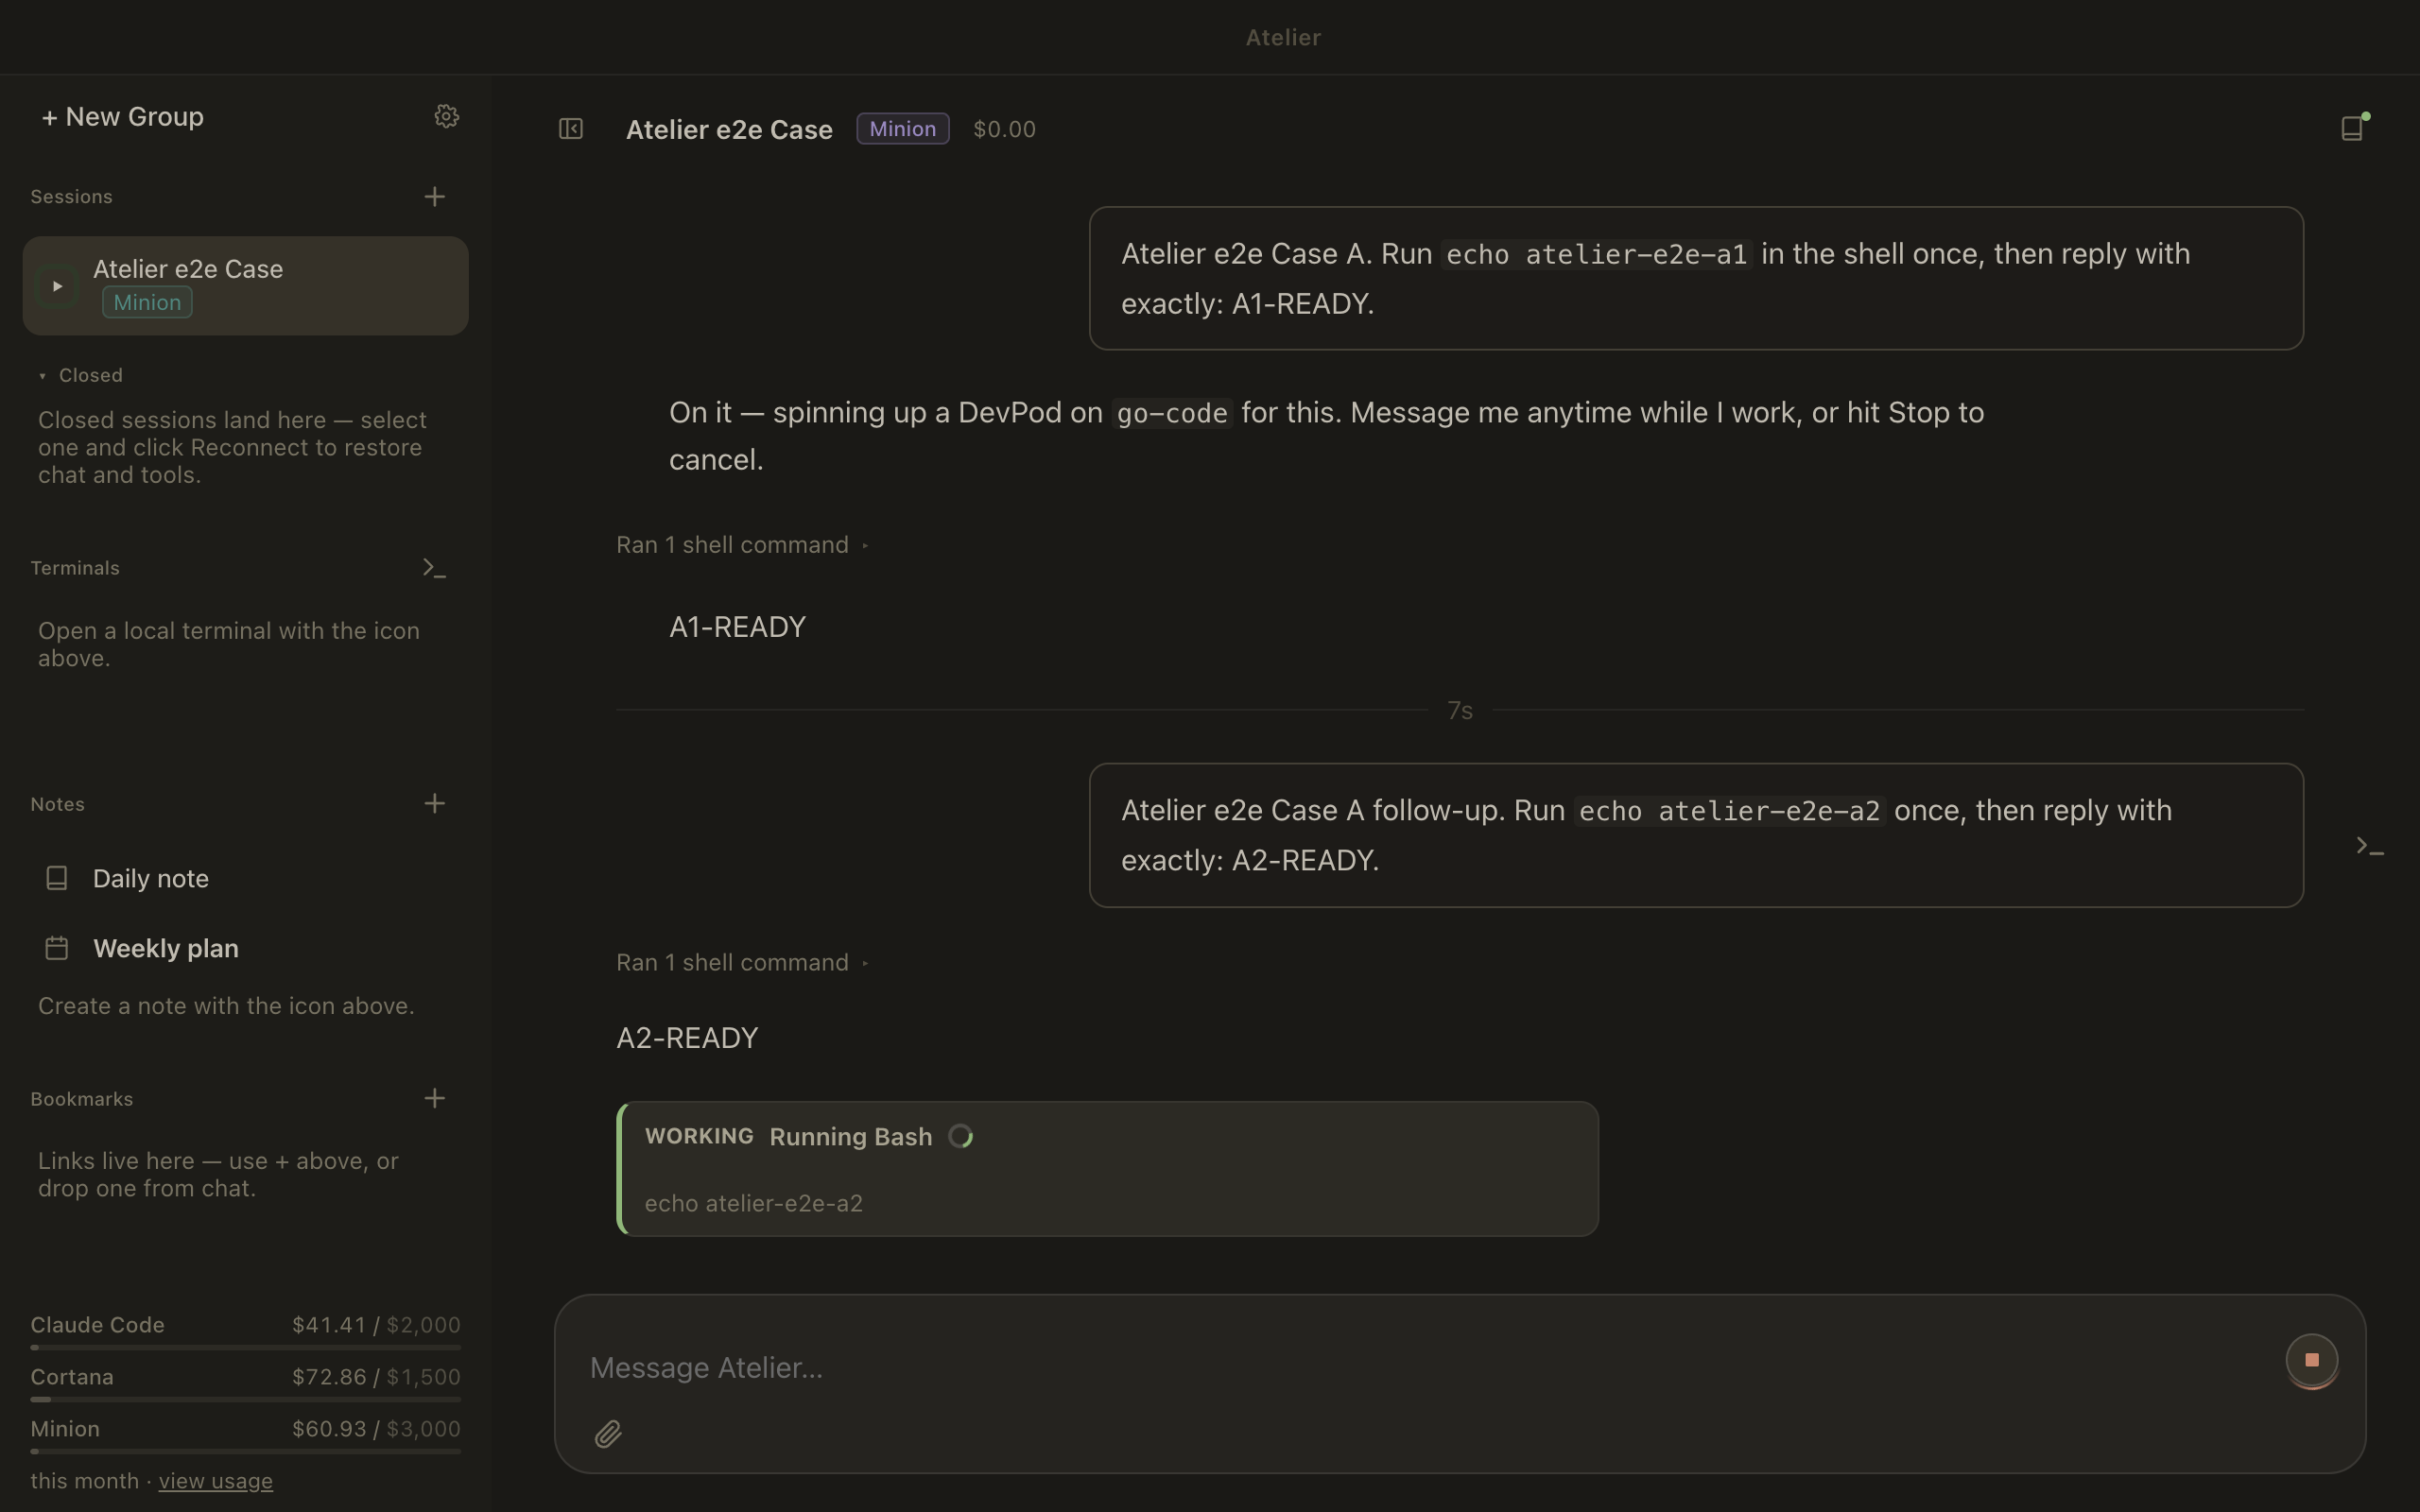 Atelier
+ New Group
Sessions
Atelier e2e Case
Minion
Closed
Closed sessions land here — select
one and click Reconnect to restore
chat and tools.
Terminals
Open a local terminal with the icon
above.
Notes
Daily note
Weekly plan
Create a note with the icon above.
Bookmarks
Links live here — use + above, or
drop one from chat.
Claude Code $41.41 / $2,000
Cortana $72.86 / $1,500
Minion $60.93 / $3,000
this month · view usage
Atelier e2e Case Minion $0.00
Atelier e2e Case A. Run echo atelier-e2e-a1 in the shell once, then reply with
exactly: A1-READY.
On it — spinning up a DevPod on go-code for this. Message me anytime while I work, or hit Stop to
cancel.
Ran 1 shell command
A1-READY
7s
Atelier e2e Case A follow-up. Run echo atelier-e2e-a2 once, then reply with
exactly: A2-READY.
Ran 1 shell command
A2-READY
WORKING Running Bash
echo atelier-e2e-a2
Message Atelier...